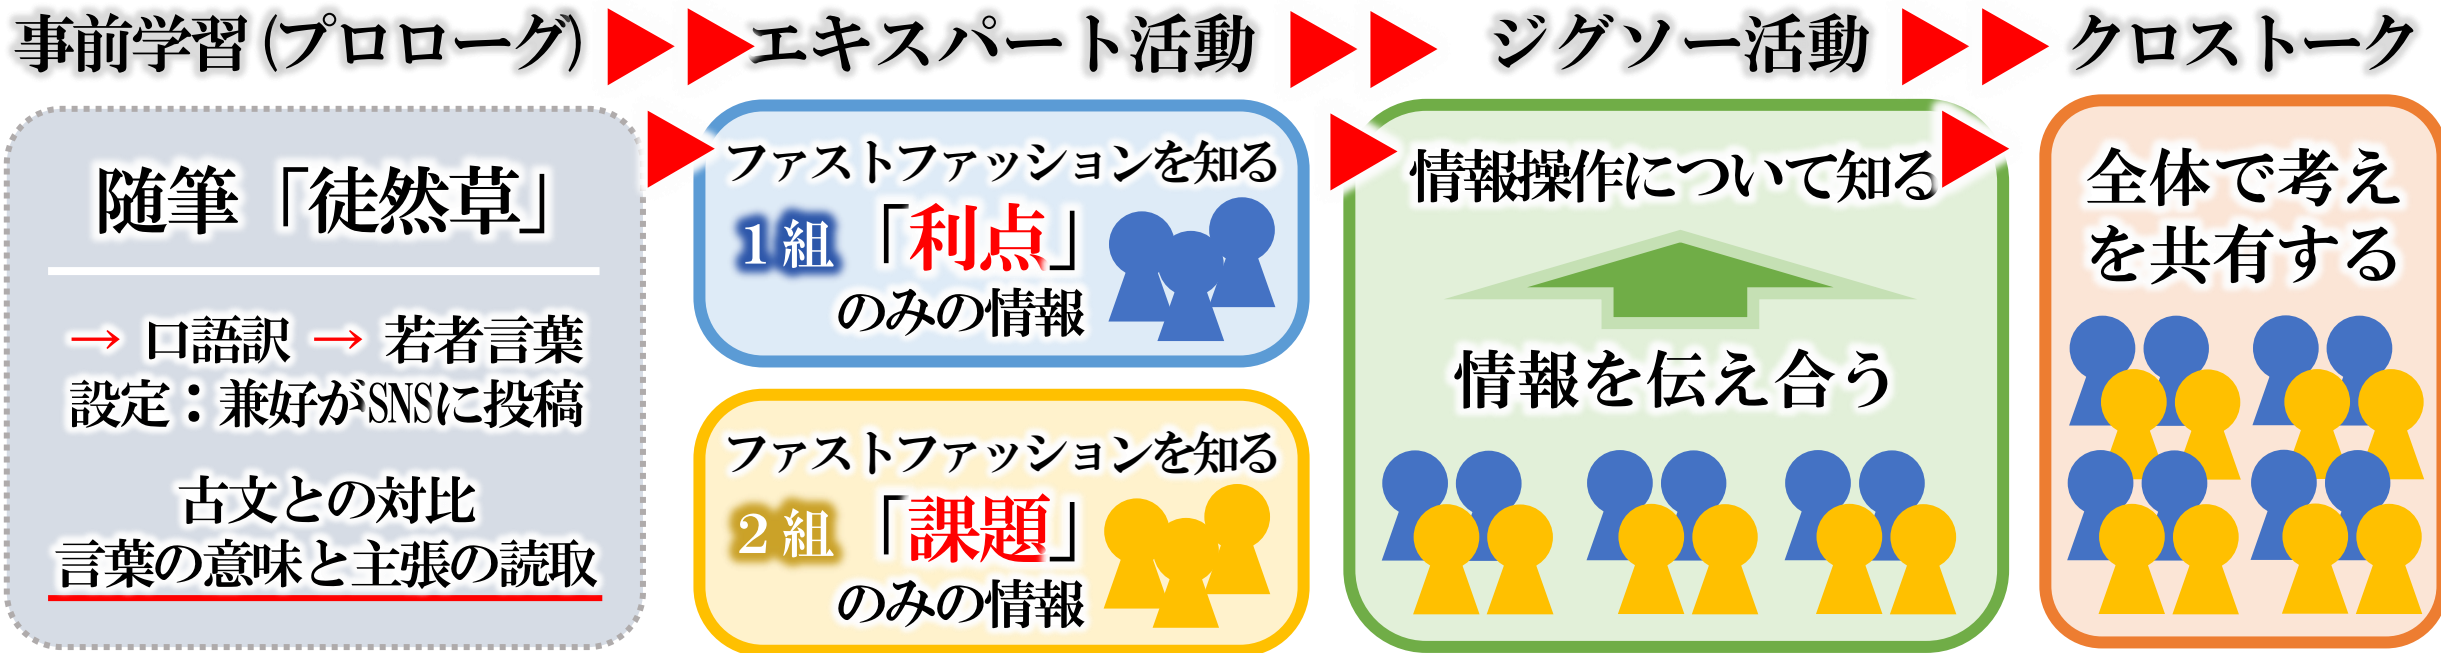 事前学習(プロローグ)
エキスパート活動
ジグソー活動
クロストーク
随筆「徒然草」
→ 口語訳 → 若者言葉
設定：兼好がSNSに投稿
古文との対比
言葉の意味と主張の読取
ファストファッションを知る
1組 「利点」
のみの情報
ファストファッションを知る
2組 「課題」
のみの情報
情報操作について知る
情報を伝え合う
全体で考え
を共有する